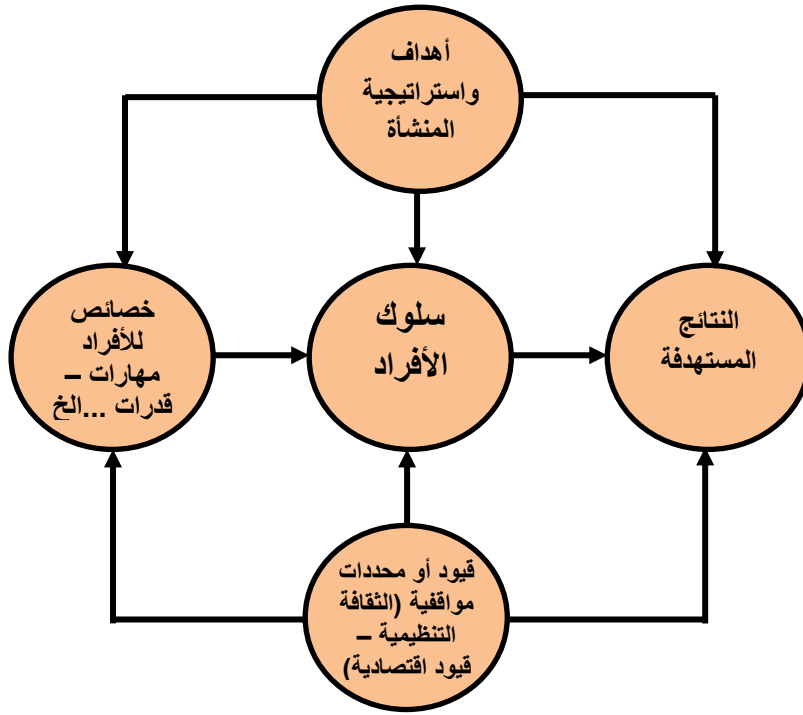 أهداف
واستراتيجية
المنشأة
خصائص
للأفراد
مهارات –
قدرات ...الخ
سلوك
الأفراد
النتائج
المستهدفة
قيود أو محددات
مواقفية (الثقافة
التنظيمية –
قيود اقتصادية)